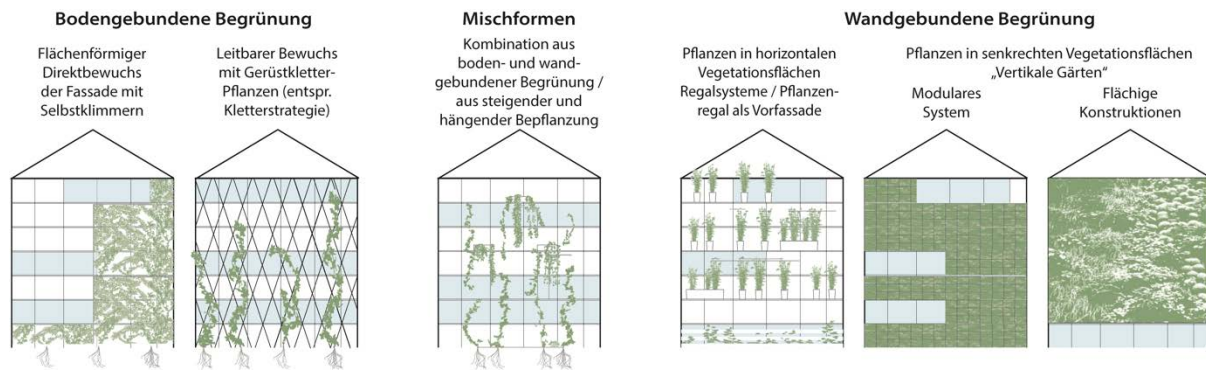 Bodengebundene Begrünung
Flächenförmiger
Direktbewuchs
der Fassade mit
Selbstklimmern
Leitbarer Bewuchs
mit Gerüstkletter-
Pflanzen (entspr.
Kletterstrategie)
Mischformen
Kombination aus
boden- und wand-
gebundener Begrünung /
aus steigender und
hängender Bepflanzung
Wandgebundene Begrünung
Pflanzen in horizontalen
Vegetationsflächen
Regalsysteme / Pflanzen-
regal als Vorfassade
Pflanzen in senkrechten Vegetationsflächen
„Vertikale Gärten“
Modulares
System
Flächige
Konstruktionen